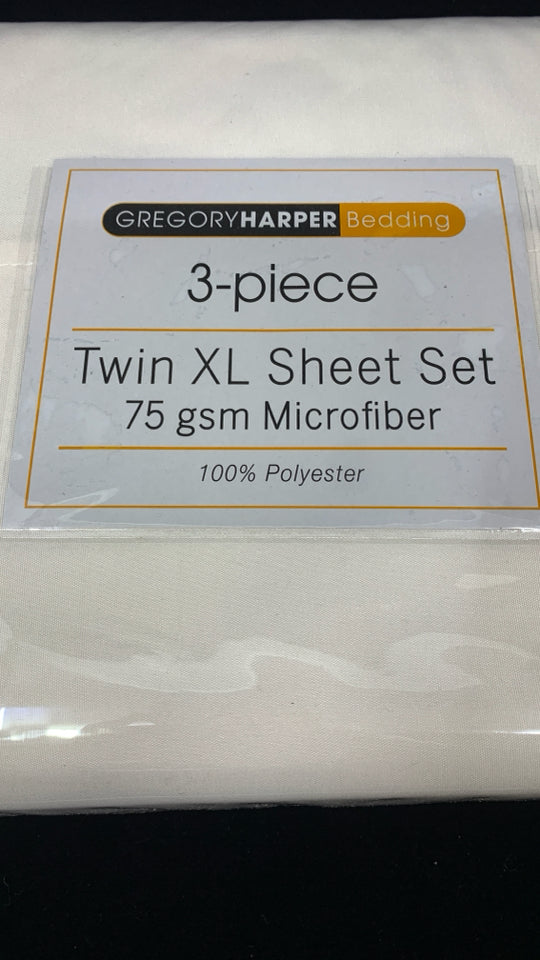 GREGORYHARPER Bedding
3-piece
Twin XL Sheet Set
75 gsm Microfiber
100% Polyester